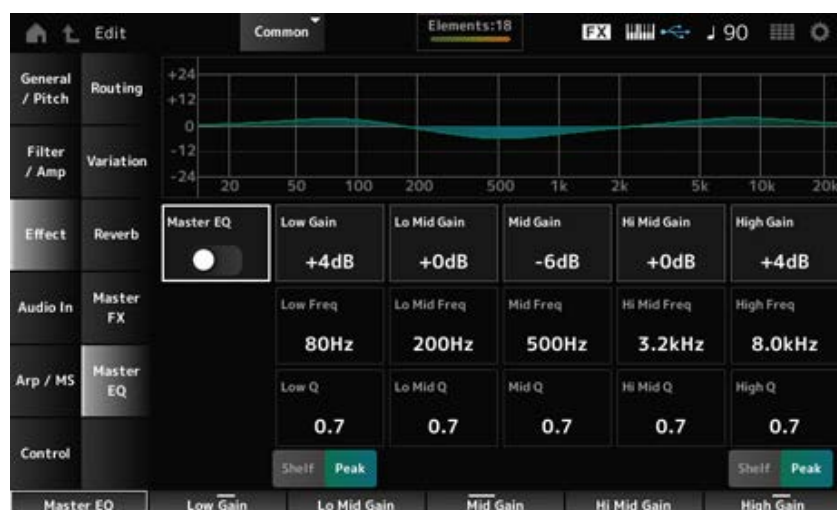 Edit
Common
Elements:18
FX
♩ 90
General / Pitch
Routing
+24
+12
0
-12
-24
20 50 100 200 500 1k 2k 5k 10k 20k
Filter / Amp
Variation
Effect
Reverb
Master EQ
Low Gain
+4dB
Lo Mid Gain
+0dB
Mid Gain
-6dB
Hi Mid Gain
+0dB
High Gain
+4dB
Audio In
Master FX
Low Freq
80Hz
Lo Mid Freq
200Hz
Mid Freq
500Hz
Hi Mid Freq
3.2kHz
High Freq
8.0kHz
Arp / MS
Master EQ
Low Q
0.7
Lo Mid Q
0.7
Mid Q
0.7
Hi Mid Q
0.7
High Q
0.7
Control
Shelf Peak
Shelf Peak
Master EQ
Low Gain
Lo Mid Gain
Mid Gain
Hi Mid Gain
High Gain